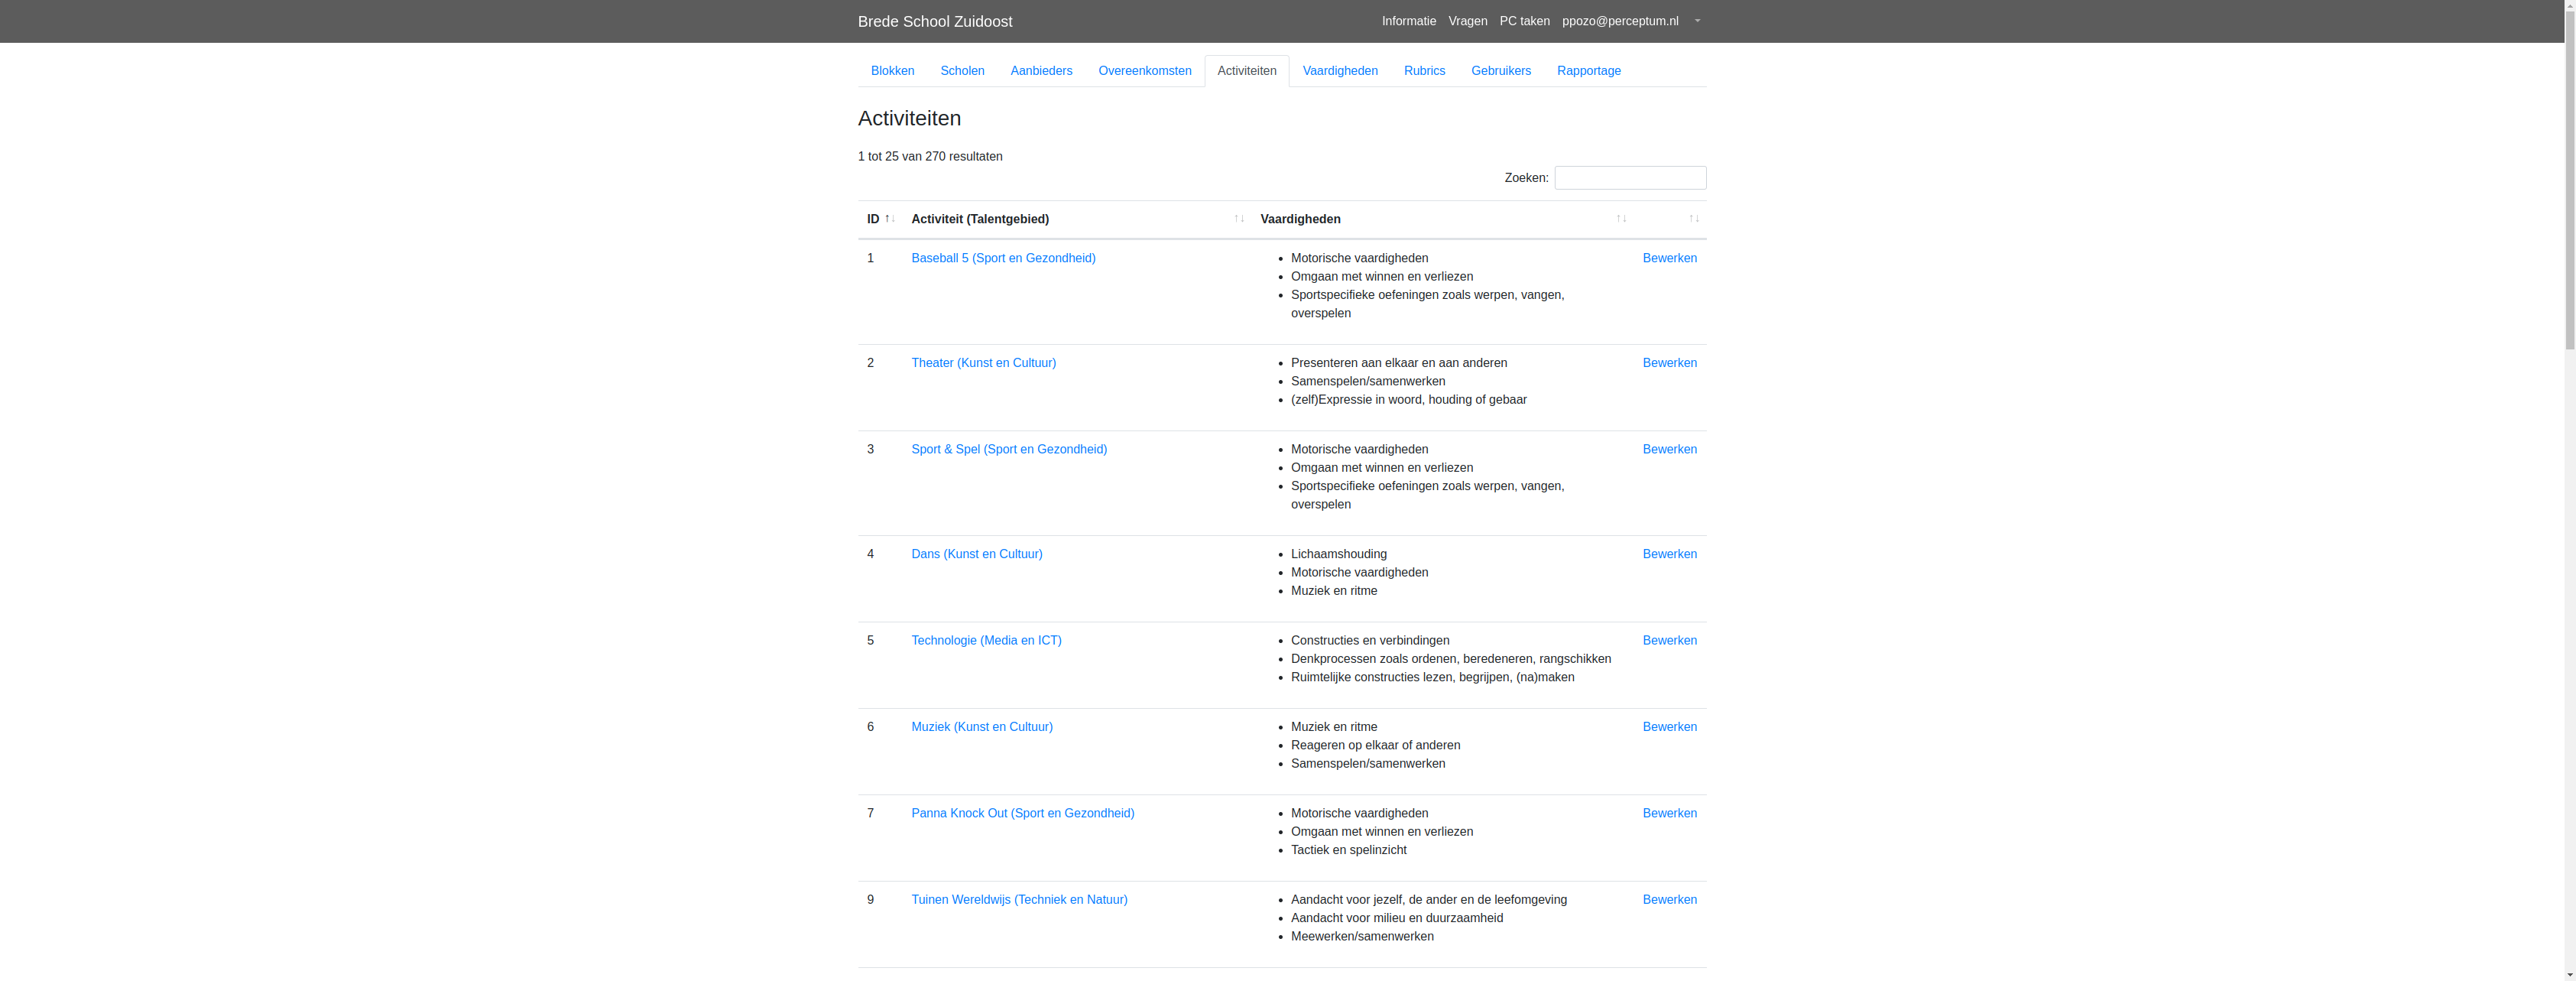 Brede School Zuidoost
Informatie Vragen PC taken ppozo@perceptum.nl
Blokken Scholen Aanbieders Overeenkomsten Activiteiten Vaardigheden Rubrics Gebruikers Rapportage
Activiteiten
1 tot 25 van 270 resultaten
Zoeken:
ID ↑↓ Activiteit (Talentgebied) ↑↓ Vaardigheden ↑↓ ↑↓
1 Baseball 5 (Sport en Gezondheid) • Motorische vaardigheden Bewerken
• Omgaan met winnen en verliezen
• Sportspecifieke oefeningen zoals werpen, vangen,
overspelen
2 Theater (Kunst en Cultuur) • Presenteren aan elkaar en aan anderen Bewerken
• Samenspelen/samenwerken
• (zelf)Expressie in woord, houding of gebaar
3 Sport & Spel (Sport en Gezondheid) • Motorische vaardigheden Bewerken
• Omgaan met winnen en verliezen
• Sportspecifieke oefeningen zoals werpen, vangen,
overspelen
4 Dans (Kunst en Cultuur) • Lichaamshouding Bewerken
• Motorische vaardigheden
• Muziek en ritme
5 Technologie (Media en ICT) • Constructies en verbindingen Bewerken
• Denkprocessen zoals ordenen, beredeneren, rangschikken
• Ruimtelijke constructies lezen, begrijpen, (na)maken
6 Muziek (Kunst en Cultuur) • Muziek en ritme Bewerken
• Reageren op elkaar of anderen
• Samenspelen/samenwerken
7 Panna Knock Out (Sport en Gezondheid) • Motorische vaardigheden Bewerken
• Omgaan met winnen en verliezen
• Tactiek en spelinzicht
9 Tuinen Wereldwijs (Techniek en Natuur) • Aandacht voor jezelf, de ander en de leefomgeving Bewerken
• Aandacht voor milieu en duurzaamheid
• Meewerken/samenwerken